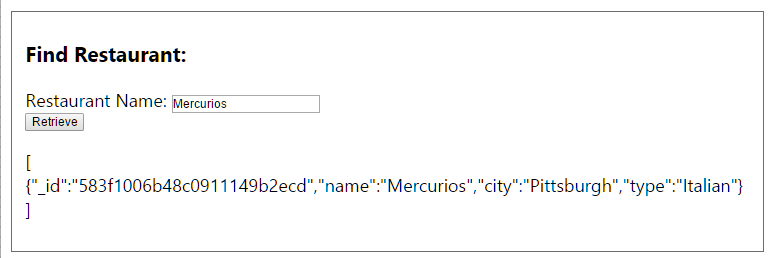 Find Restaurant:
Restaurant Name: Mercurios
Retrieve
[
{"_id":"583f1006b48c0911149b2ecd","name":"Mercurios","city":"Pittsburgh","type":"Italian"}
]